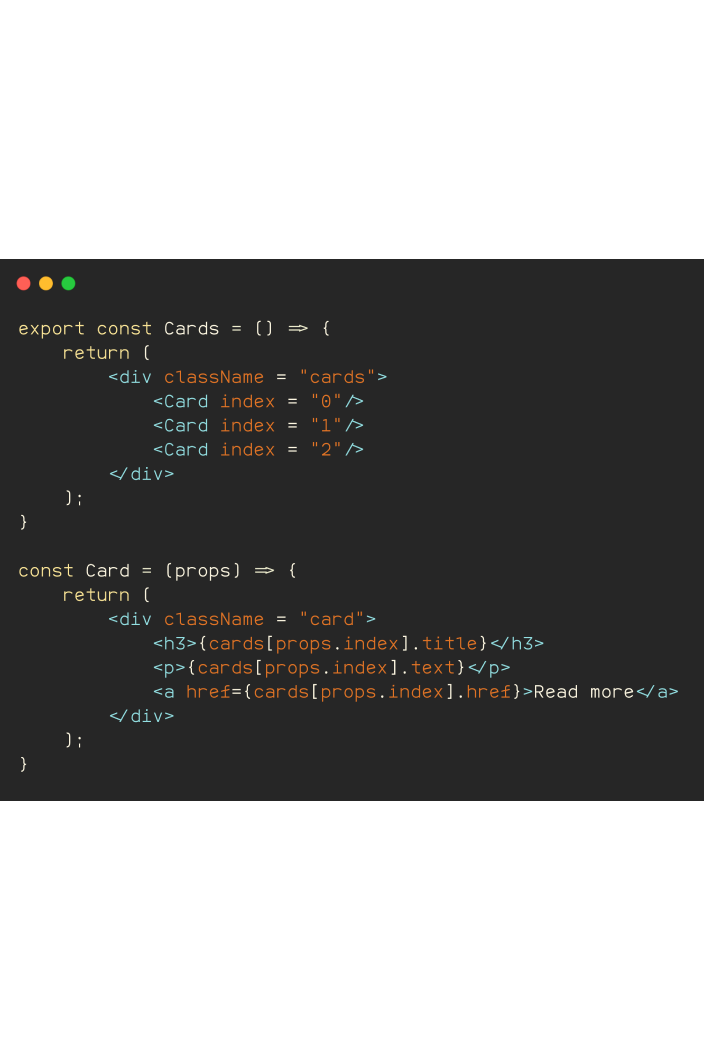 export const Cards = () => {
    return (
        <div className = "cards">
            <Card index = "0"/>
            <Card index = "1"/>
            <Card index = "2"/>
        </div>
    );
}

const Card = (props) => {
    return (
        <div className = "card">
            <h3>{cards[props.index].title}</h3>
            <p>{cards[props.index].text}</p>
            <a href={cards[props.index].href}>Read more</a>
        </div>
    );
}